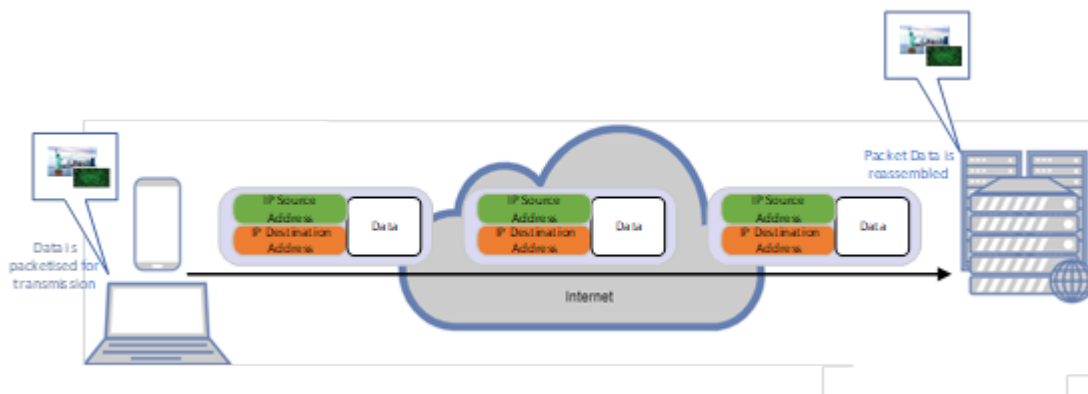 Packet Data is
reassembled
IP Source
Address
IP Destination
Address
Data
IP Source
Address
IP Destination
Address
Data
IP Source
Address
IP Destination
Address
Data
Data is
packetised for
transmission
Internet